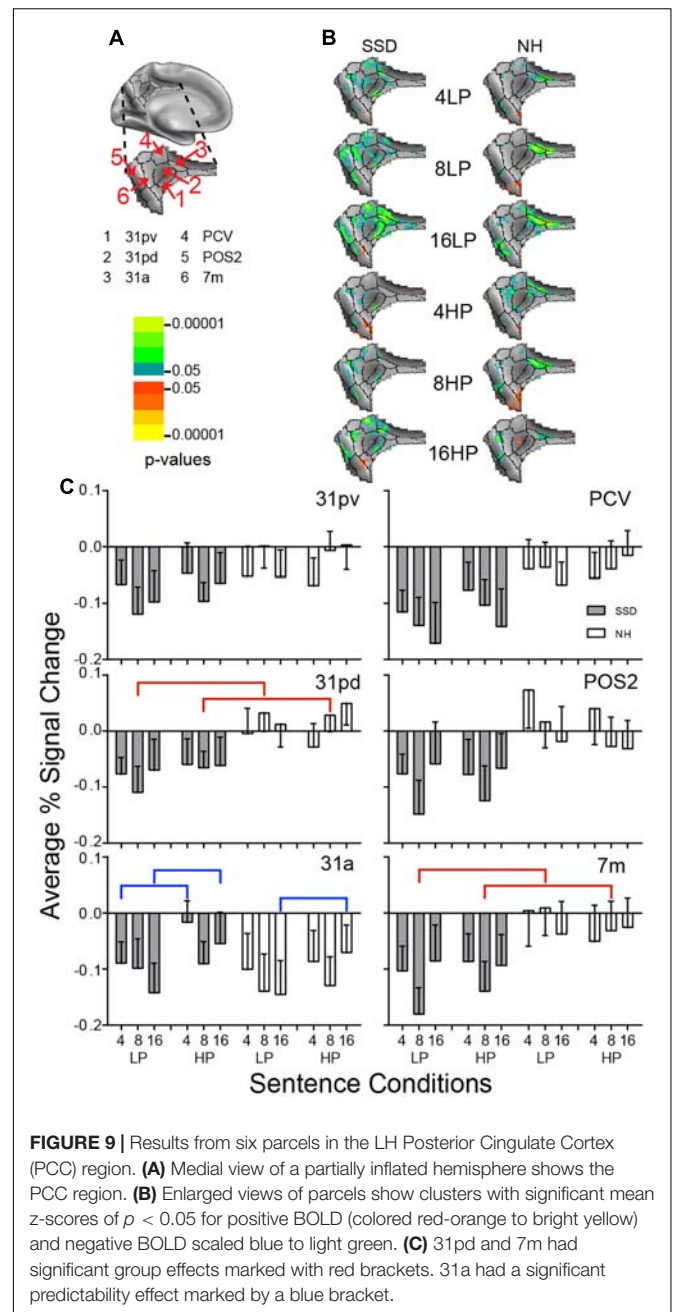 A
B
SSD
NH
4
3
5
6
2
1
4LP
8LP
16LP
4HP
8HP
16HP
1 31pv 4 PCV
2 31pd 5 POS2
3 31a 6 7m
-0.00001
-0.05
-0.05
-0.00001
p-values
C
Average % Signal Change
0.1
0.0
-0.1
-0.2
31pv
PCV
SSD
NH
0.1
0.0
-0.1
-0.2
31pd
POS2
0.1
0.0
-0.1
-0.2
31a
7m
4 8 16 4 8 16 4 8 16 4 8 16 4 8 16 4 8 16 4 8 16 4 8 16
LP HP LP HP LP HP LP HP
Sentence Conditions
FIGURE 9 | Results from six parcels in the LH Posterior Cingulate Cortex
(PCC) region. (A) Medial view of a partially inflated hemisphere shows the
PCC region. (B) Enlarged views of parcels show clusters with significant mean
z-scores of p < 0.05 for positive BOLD (colored red-orange to bright yellow)
and negative BOLD scaled blue to light green. (C) 31pd and 7m had
significant group effects marked with red brackets. 31a had a significant
predictability effect marked by a blue bracket.